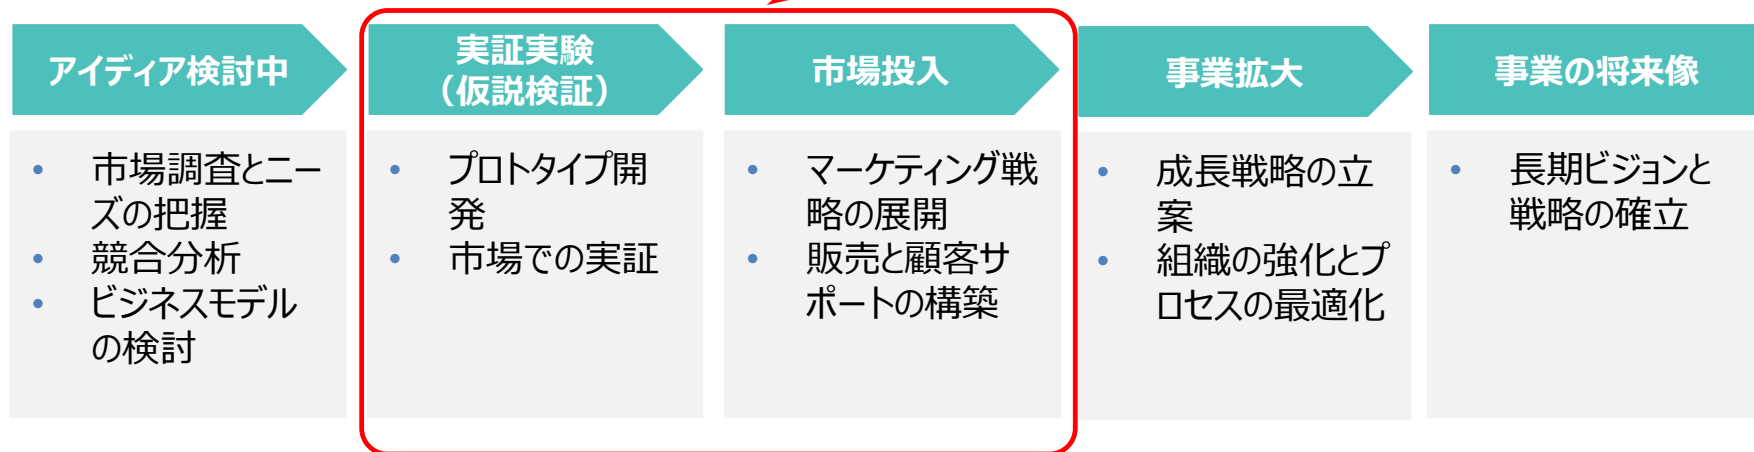 アイディア検討中
市場調査とニー
ズの把握
競合分析
ビジネスモデル
の検討
実証実験
（仮説検証）
プロトタイプ開
発
市場での実証
市場投入
マーケティング戦
略の展開
販売と顧客サ
ポートの構築
事業拡大
成長戦略の立
案
組織の強化とプ
ロセスの最適化
事業の将来像
長期ビジョンと
戦略の確立